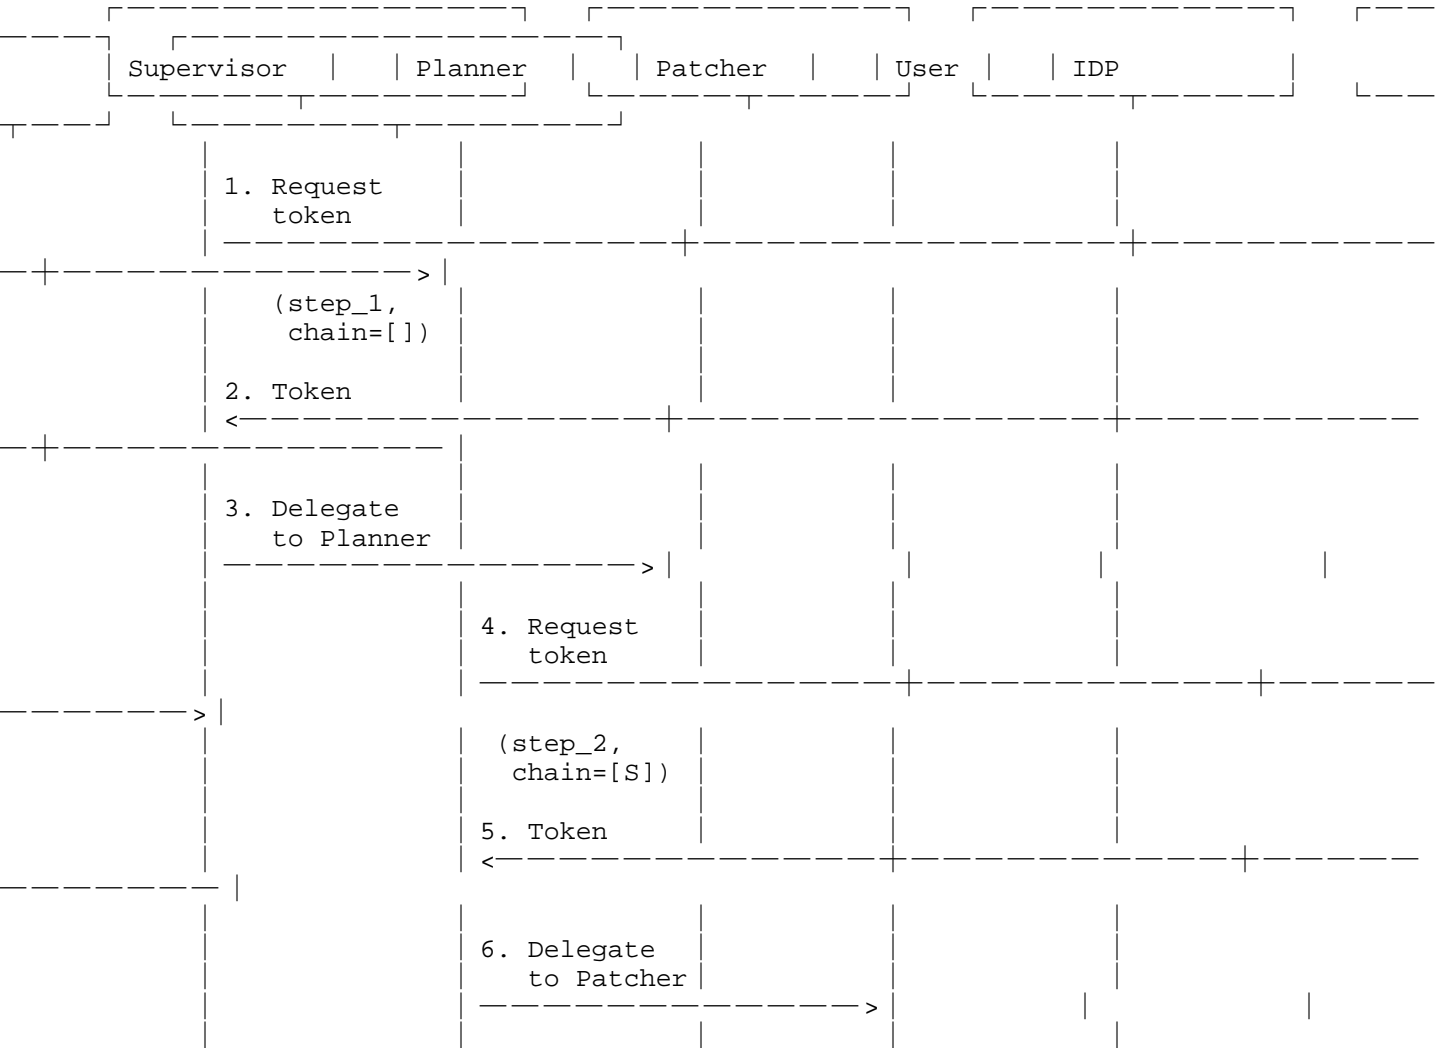 Supervisor Planner Patcher User IDP
1. Request
token
(step_1,
chain=[])
2. Token
3. Delegate
to Planner
4. Request
token
(step_2,
chain=[S])
5. Token
6. Delegate
to Patcher